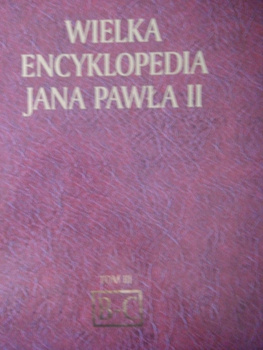 WIELKA
ENCYKLOPEDIA
JANA PAWŁA II
TOM III
B-C